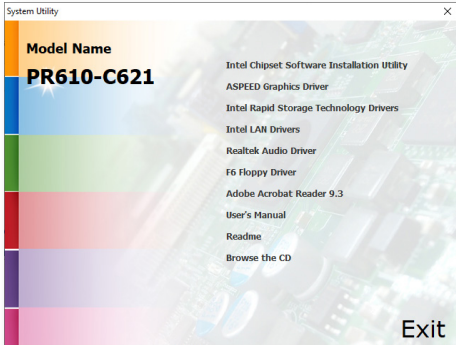 System Utility
Model Name
PR610-C621
Intel Chipset Software Installation Utility
ASPEED Graphics Driver
Intel Rapid Storage Technology Drivers
Intel LAN Drivers
Realtek Audio Driver
F6 Floppy Driver
Adobe Acrobat Reader 9.3
User's Manual
Readme
Browse the CD
Exit